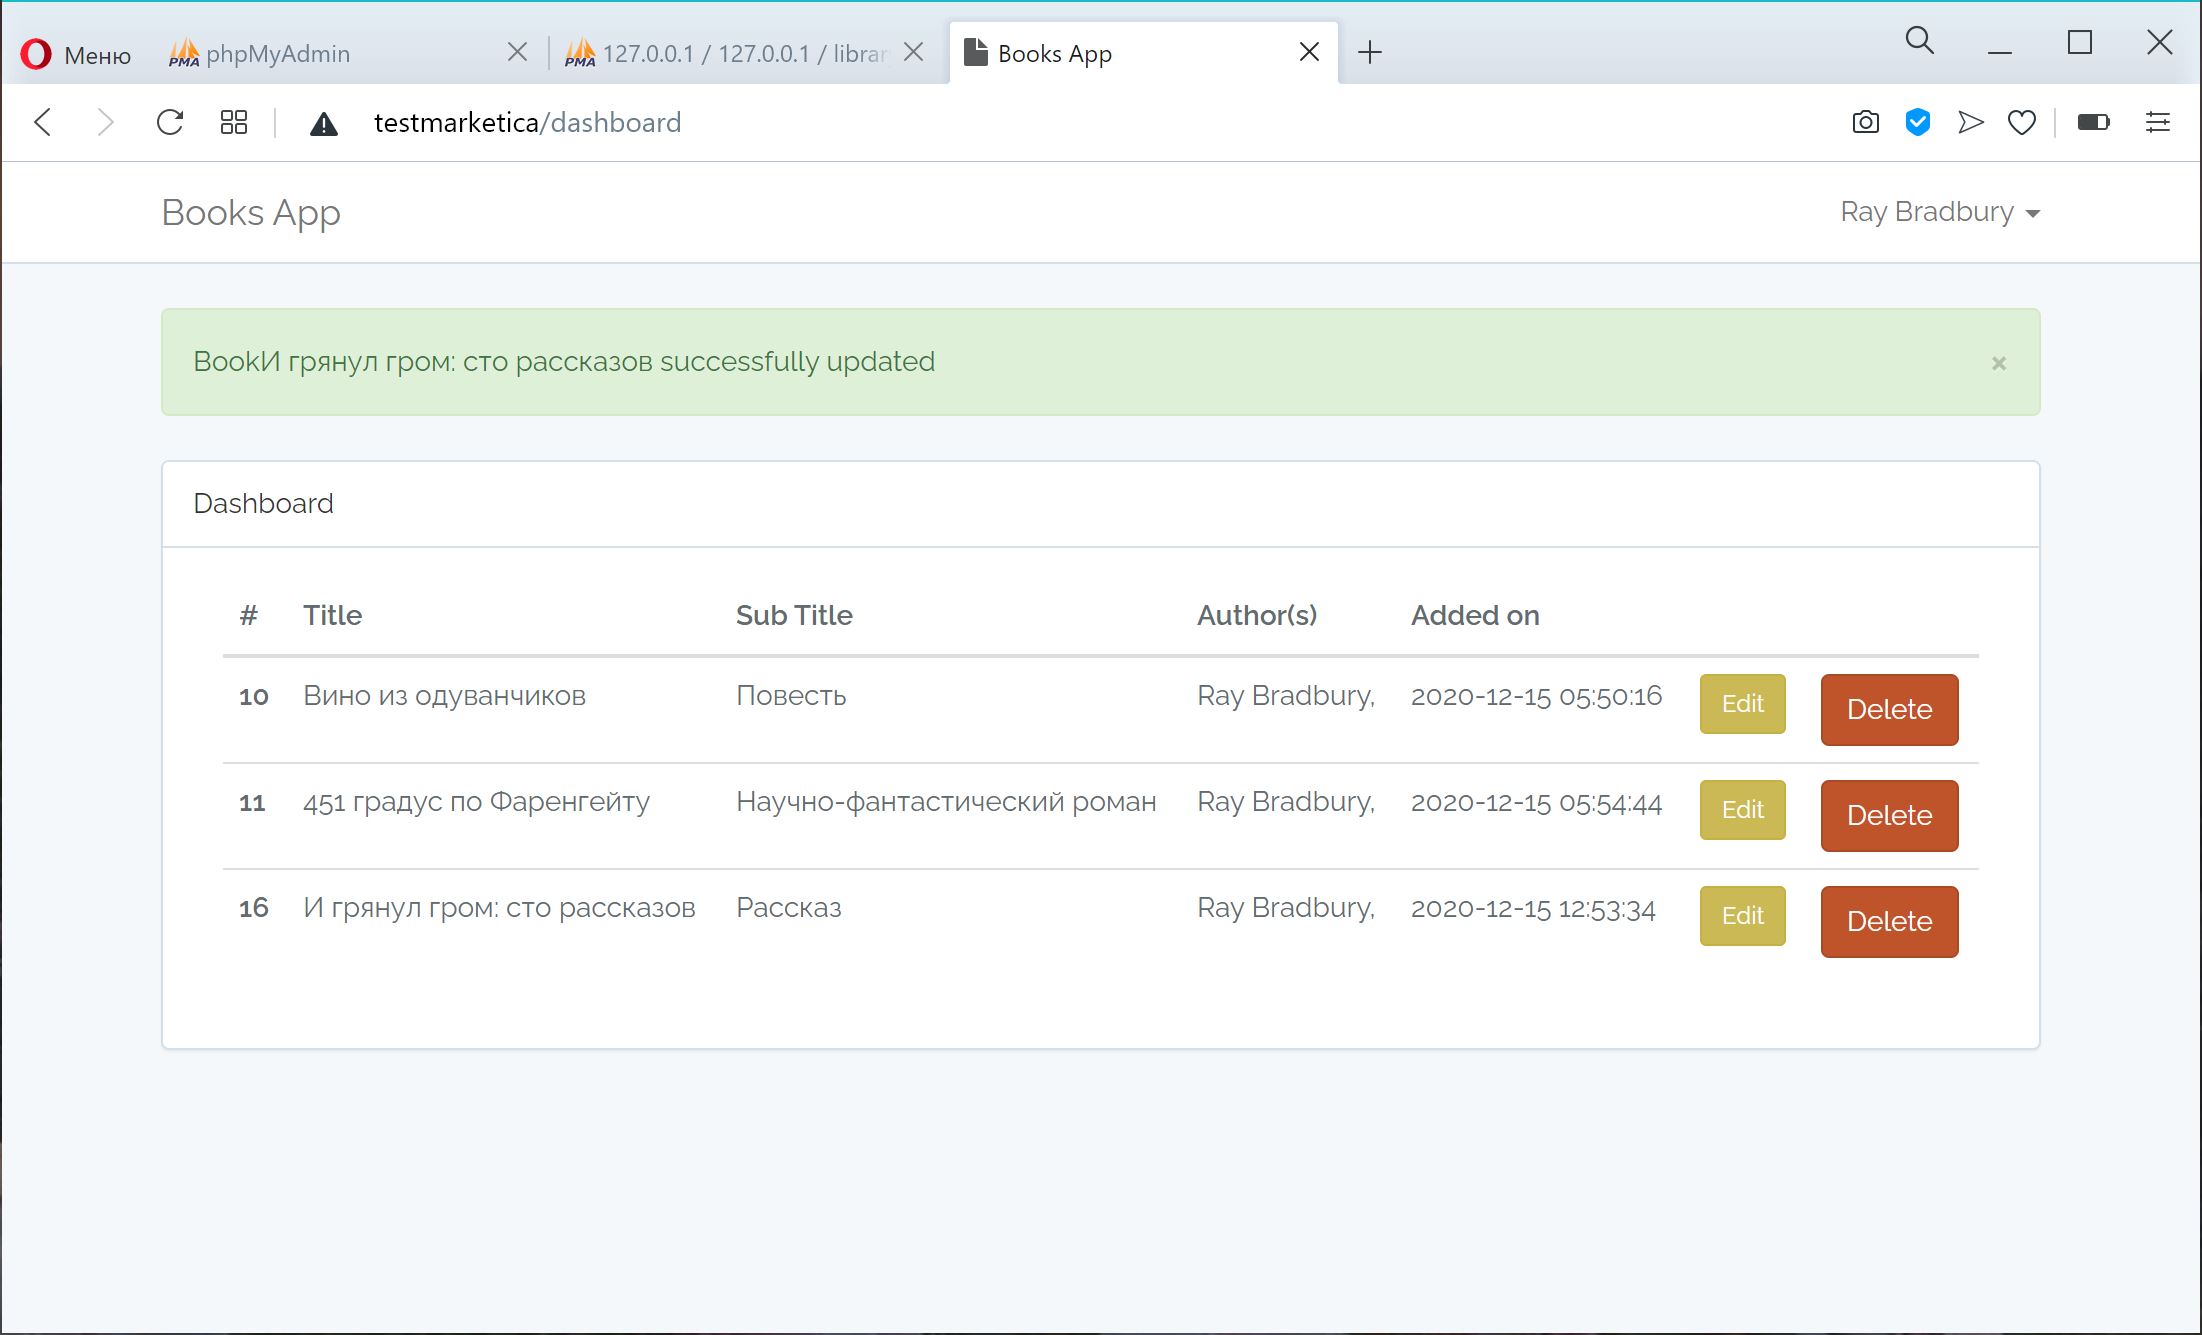 Меню
phpMyAdmin
127.0.0.1 / 127.0.0.1 / librar
Books App
testmarketica/dashboard
Books App
Ray Bradbury
BookИ грянул гром: сто рассказов successfully updated
×
Dashboard
# Title Sub Title Author(s) Added on
10 Вино из одуванчиков Повесть Ray Bradbury, 2020-12-15 05:50:16 Edit Delete
11 451 градус по Фаренгейту Научно-фантастический роман Ray Bradbury, 2020-12-15 05:54:44 Edit Delete
16 И грянул гром: сто рассказов Рассказ Ray Bradbury, 2020-12-15 12:53:34 Edit Delete